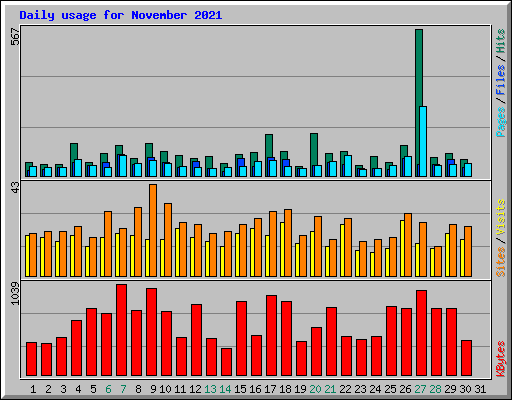 Daily usage for November 2021
567
Pages / Files / Hits
43
Sites / Visits
1039
KBytes
1 2 3 4 5 6 7 8 9 10 11 12 13 14 15 16 17 18 19 20 21 22 23 24 25 26 27 28 29 30 31